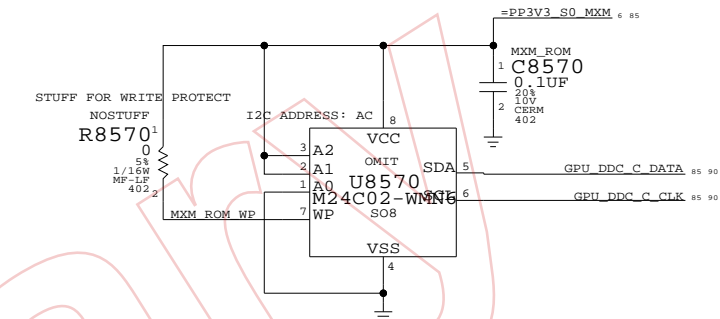 =PP3V3_S0_MXM 6 85
MXM_ROM
1 C8570
0.1UF
20%
10V
2 CERM
402
STUFF FOR WRITE PROTECT
NOSTUFF
R8570 1
0
5%
1/16W
MF-LF
402 2
I2C ADDRESS: AC
8
VCC
OMIT
3 A2
2 A1
1 A0
7 WP
MXM_ROM_WP
U8570
M24C02-WMN6
SO8
SDA 5
SCL 6
VSS
4
GPU_DDC_C_DATA 85 90
GPU_DDC_C_CLK 85 90